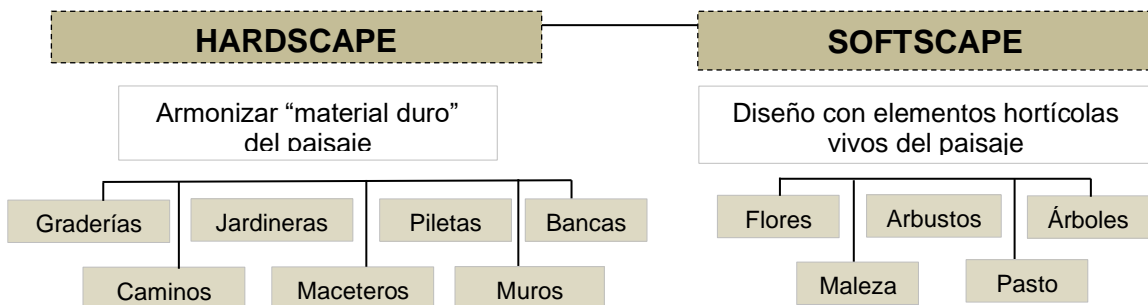 HARDSCAPE
SOFTSCAPE
Armonizar “material duro”
del paisaje
Diseño con elementos hortícolas
vivos del paisaje
Graderías
Jardineras
Piletas
Bancas
Caminos
Maceteros
Muros
Flores
Arbustos
Árboles
Maleza
Pasto